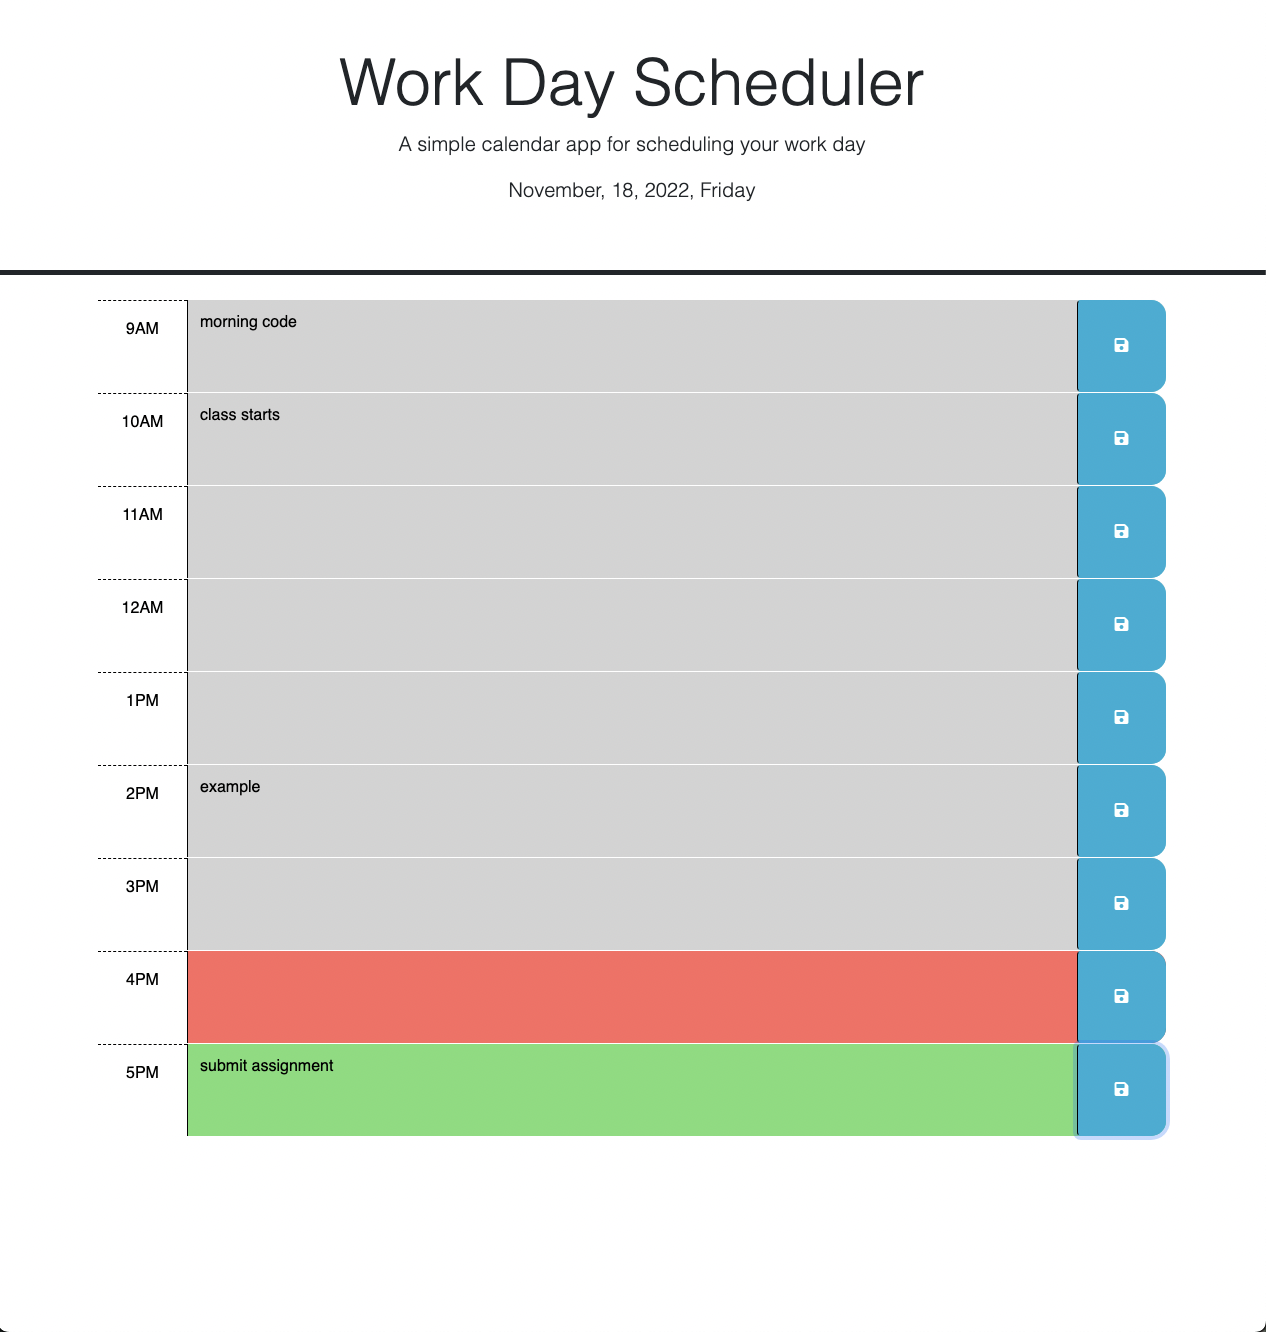 Work Day Scheduler
A simple calendar app for scheduling your work day
November, 18, 2022, Friday
9AM morning code
10AM class starts
11AM
12AM
1PM
2PM example
3PM
4PM
5PM submit assignment